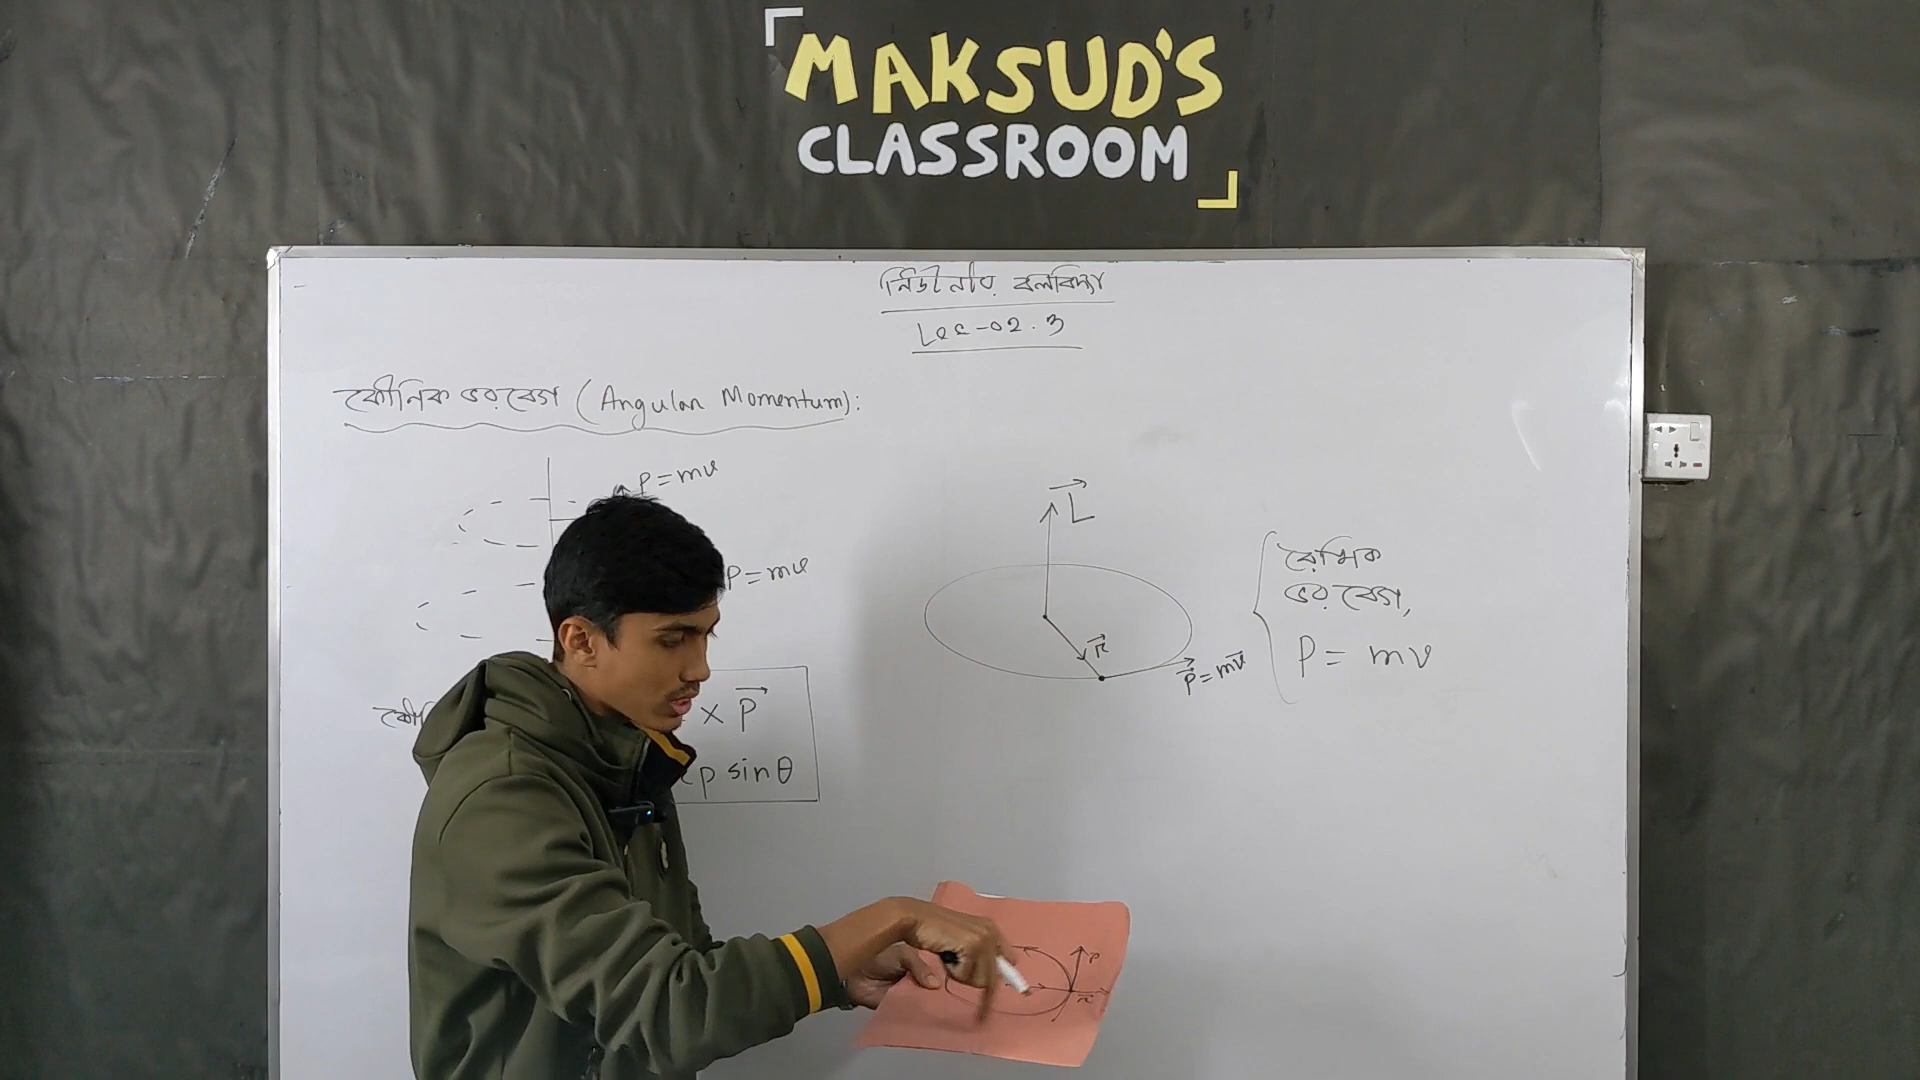 MAKSUD'S
CLASSROOM
নিউটনীয় বলবিদ্যা
Lec-02.3
কৌনিক ভরবেগ (Angular Momentum):
P = mv
P = mv
× P→
p sinθ
L→
r→
P→ = mv→
রৈখিক
ভরবেগ,
P = mv
P
r→